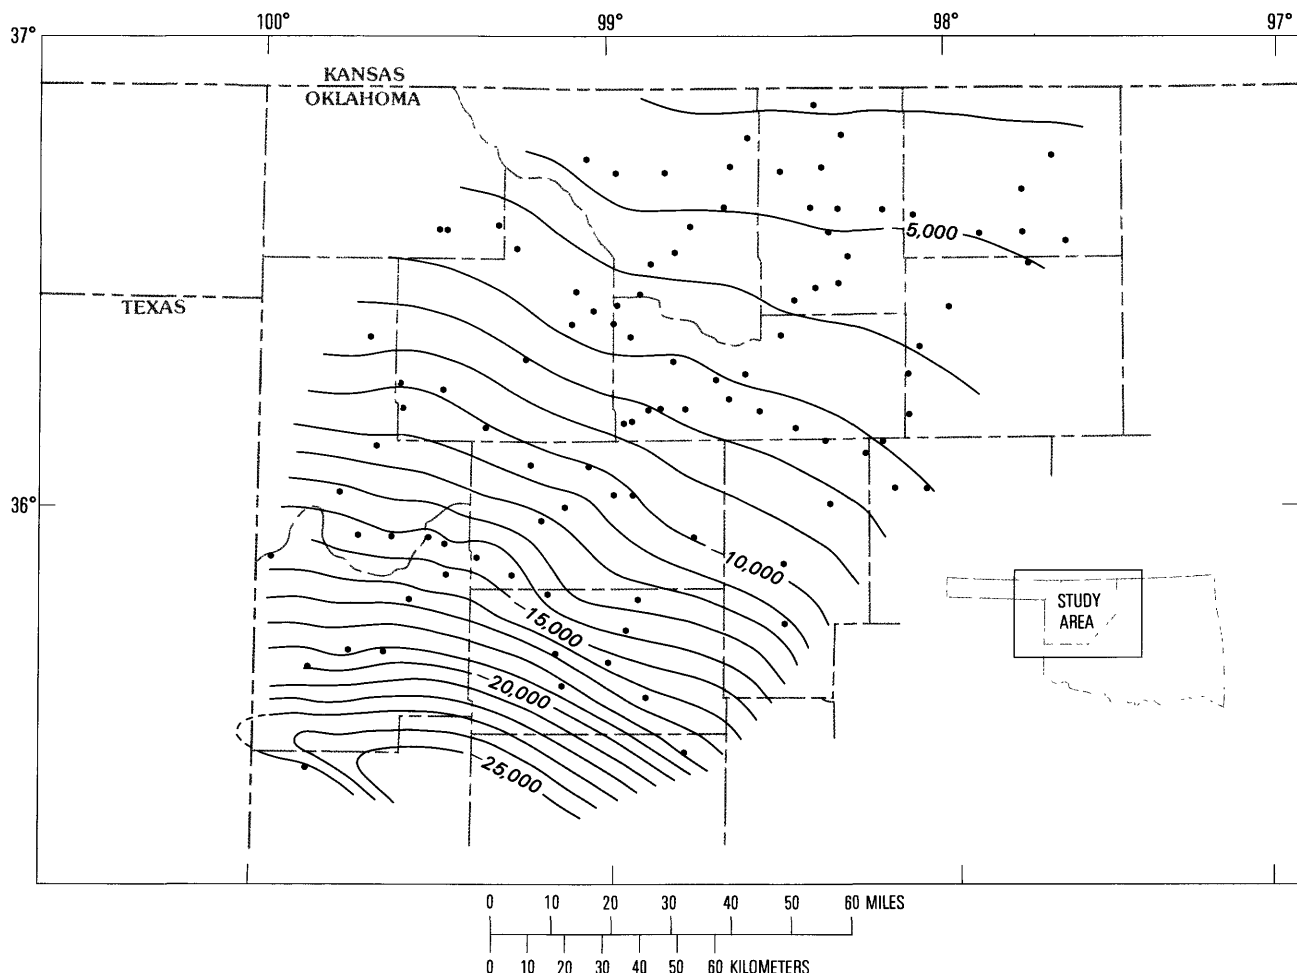 100°
99°
98°
97°
37°
KANSAS
OKLAHOMA
5,000
TEXAS
36°
10,000
STUDY
AREA
15,000
20,000
25,000
0 10 20 30 40 50 60 MILES
0 10 20 30 40 50 60 KILOMETERS